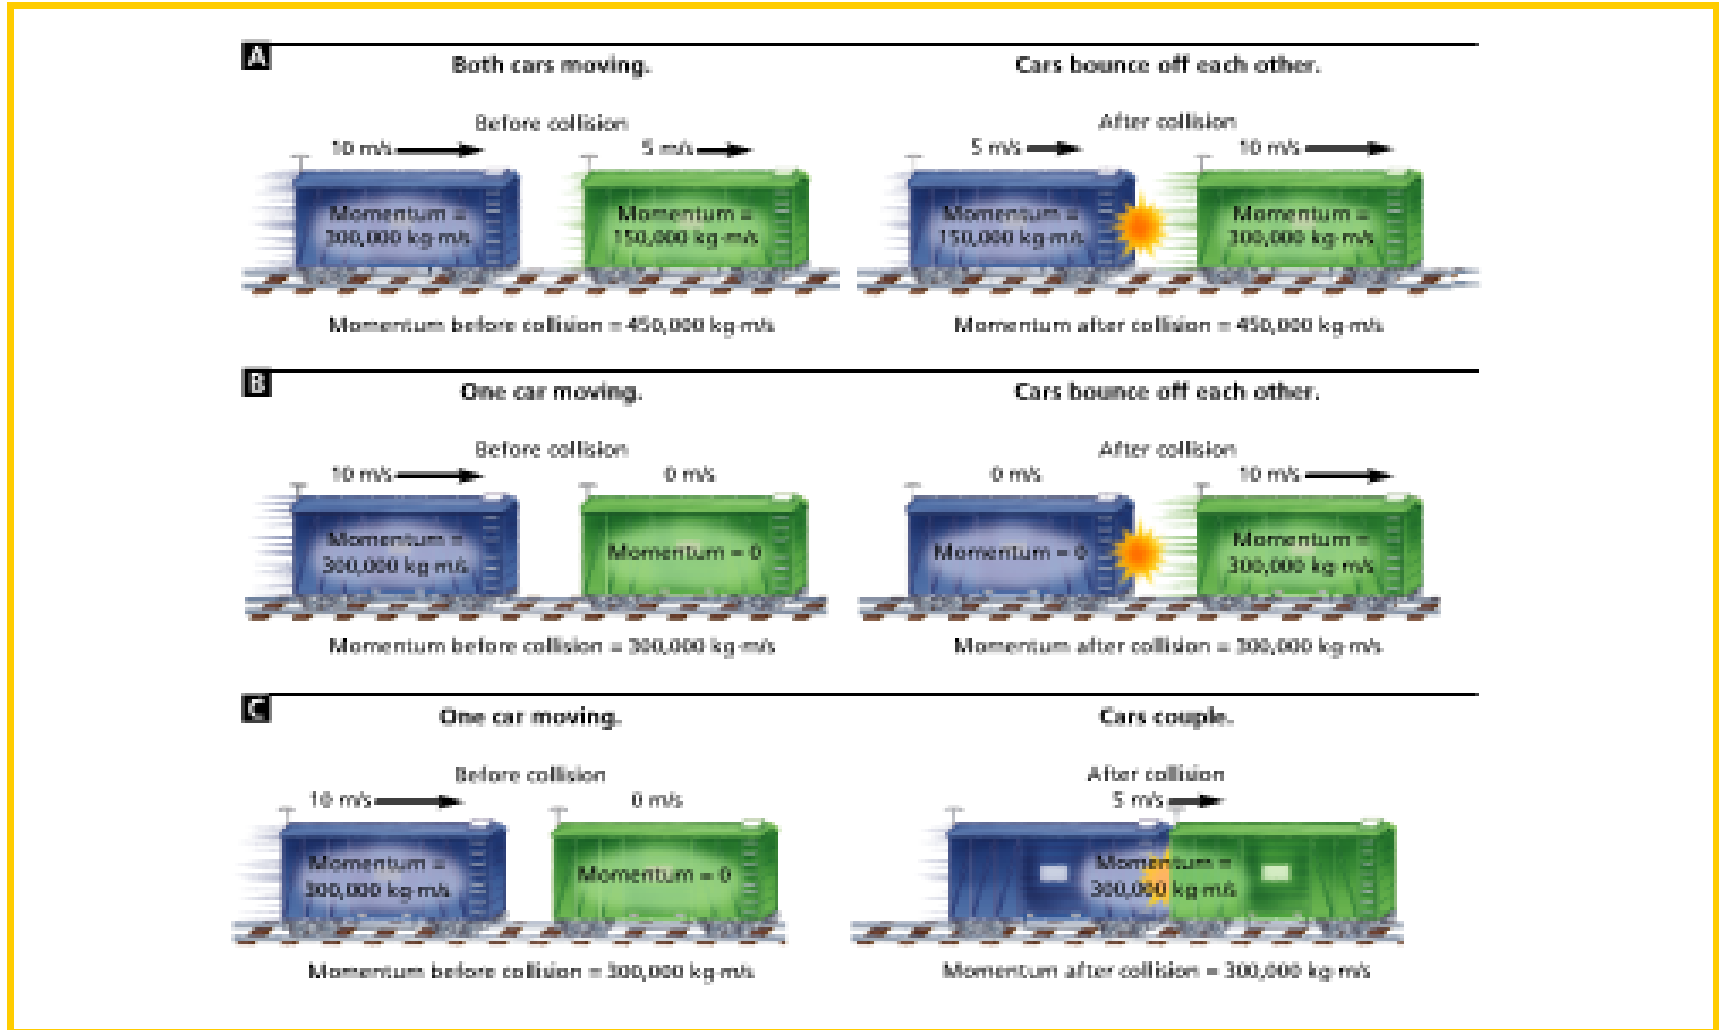 A
Both cars moving.
Cars bounce off each other.
Before collision
After collision
10 m/s
5 m/s
5 m/s
10 m/s
Momentum =
300,000 kg·m/s
Momentum =
150,000 kg·m/s
Momentum =
150,000 kg·m/s
Momentum =
300,000 kg·m/s
Momentum before collision = 450,000 kg·m/s
Momentum after collision = 450,000 kg·m/s
B
One car moving.
Cars bounce off each other.
Before collision
After collision
10 m/s
0 m/s
0 m/s
10 m/s
Momentum =
300,000 kg·m/s
Momentum = 0
Momentum = 0
Momentum =
300,000 kg·m/s
Momentum before collision = 300,000 kg·m/s
Momentum after collision = 300,000 kg·m/s
C
One car moving.
Cars couple.
Before collision
After collision
10 m/s
0 m/s
5 m/s
Momentum =
300,000 kg·m/s
Momentum = 0
Momentum =
300,000 kg·m/s
Momentum before collision = 300,000 kg·m/s
Momentum after collision = 300,000 kg·m/s